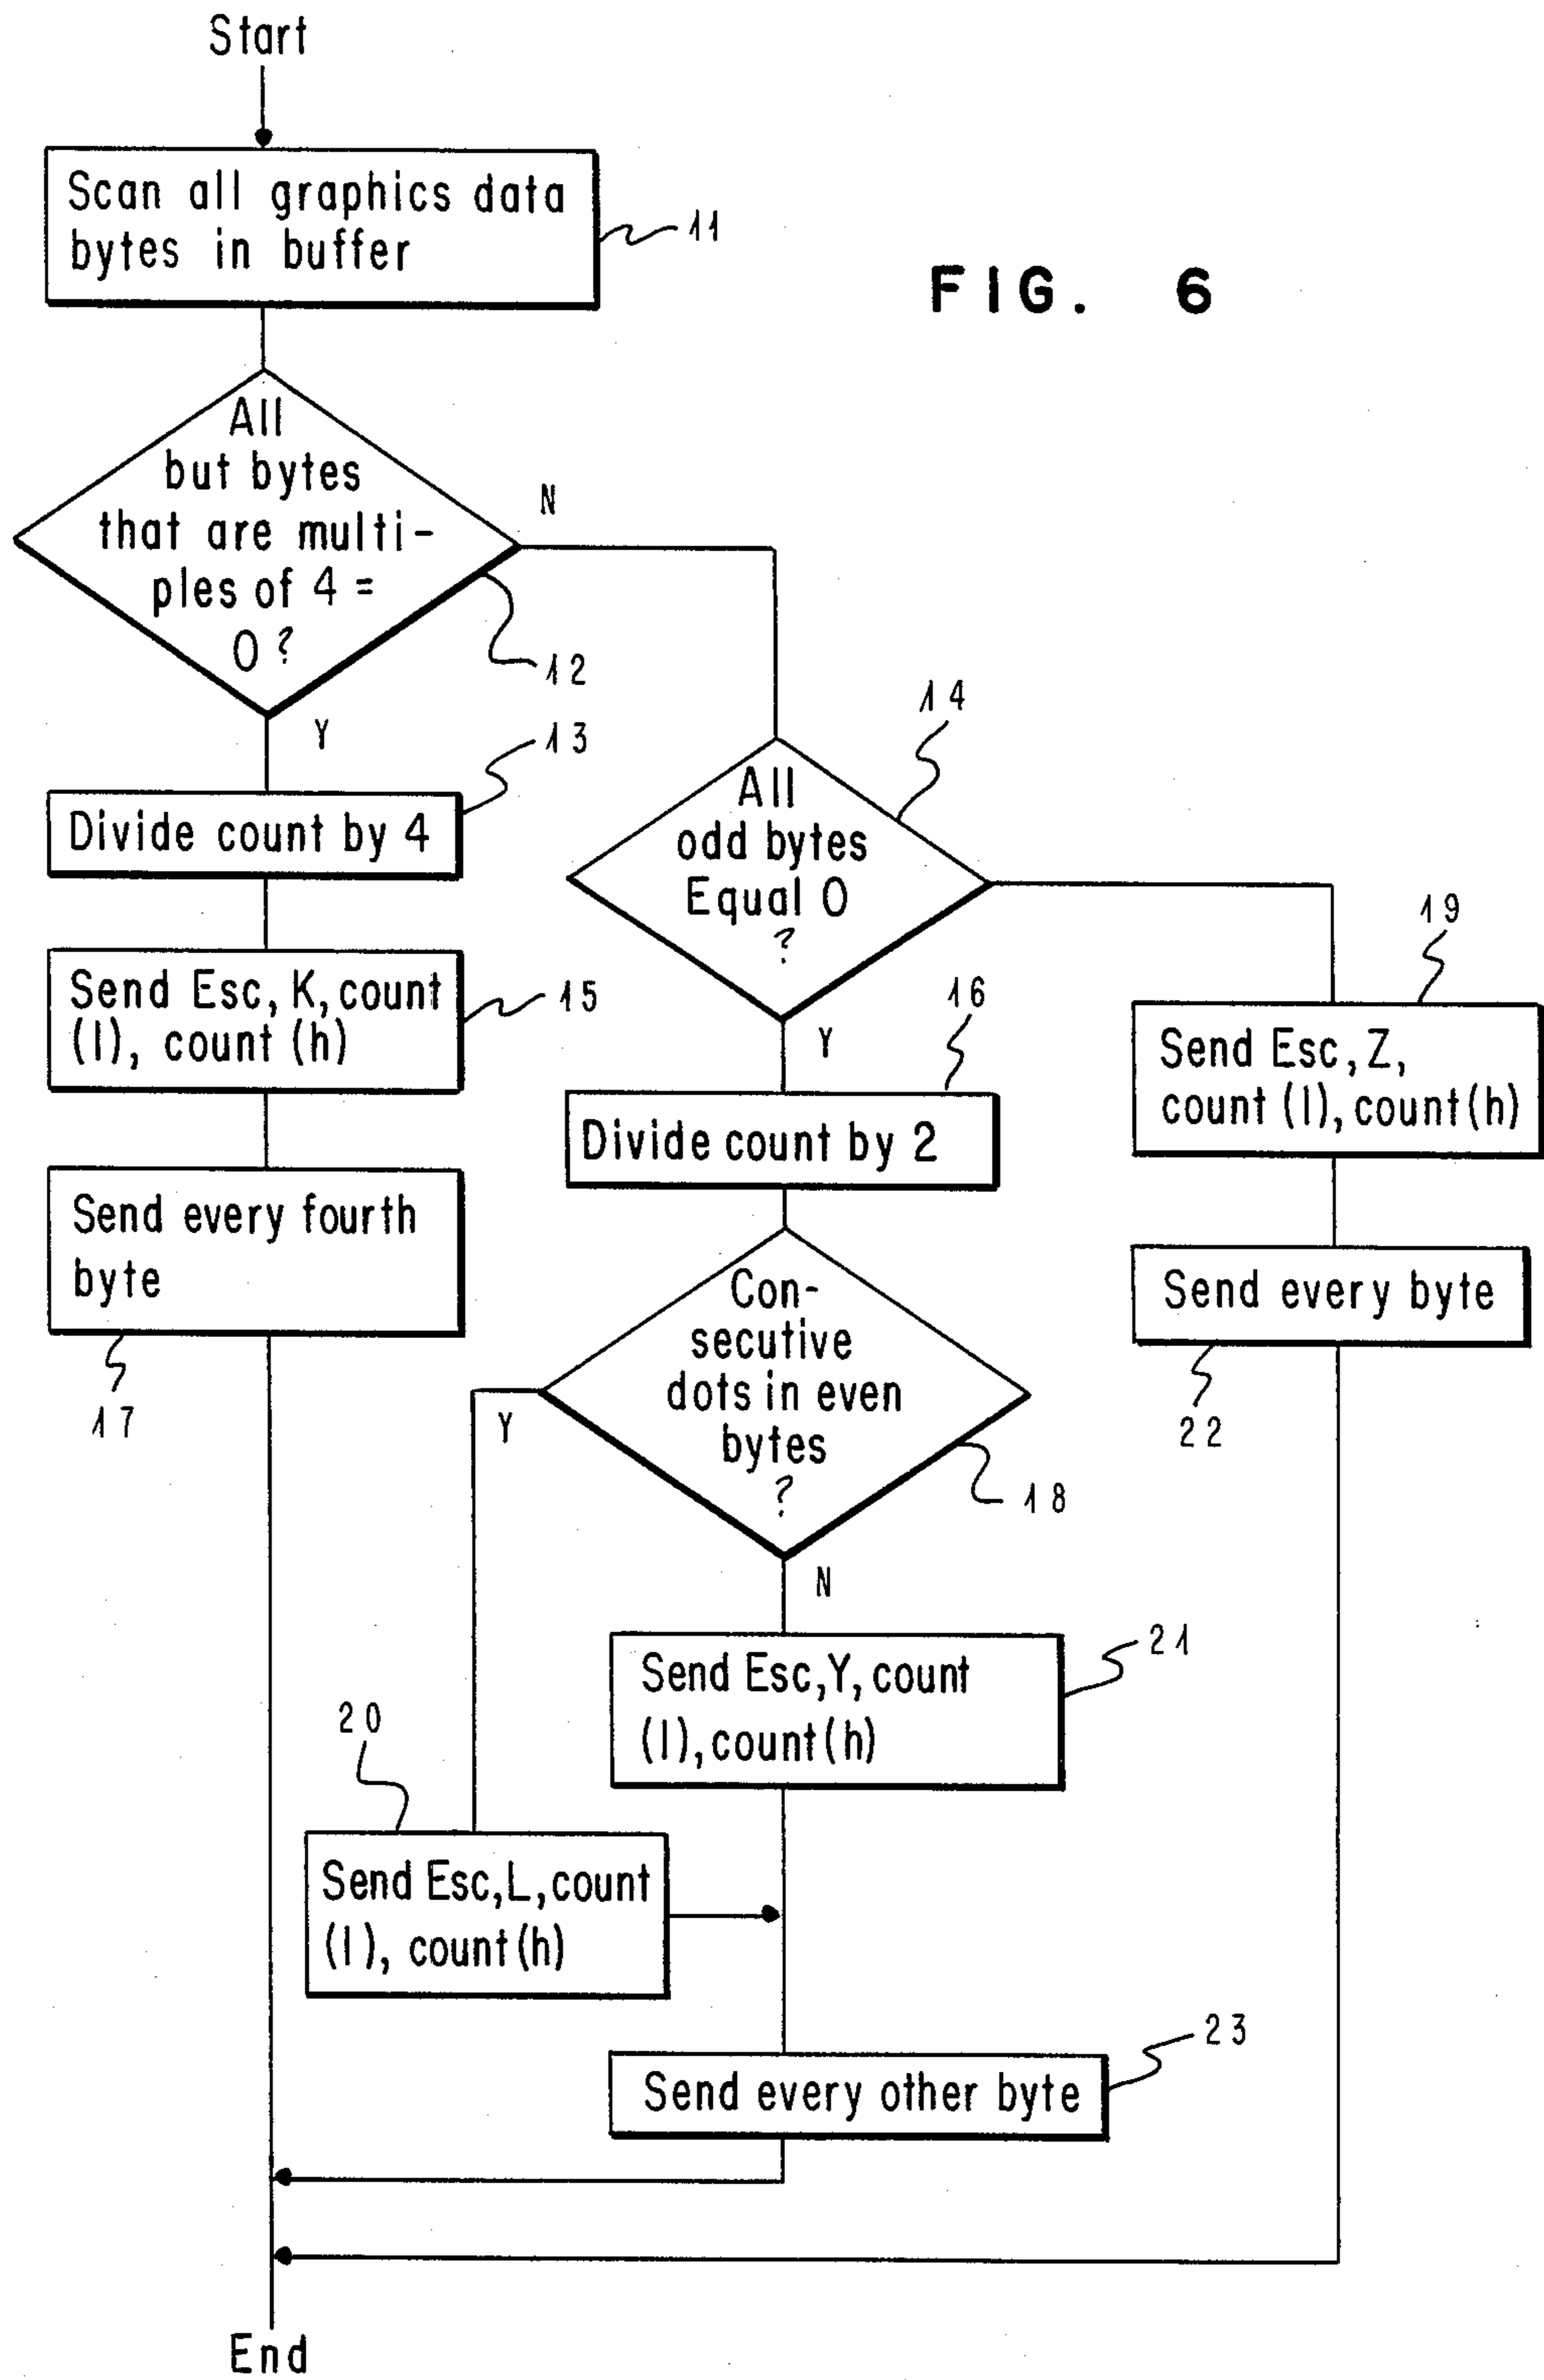 Start
Scan all graphics data
bytes in buffer
11
FIG. 6
All
but bytes
that are multi-
ples of 4 =
0 ?
N
12
Y
13
Divide count by 4
14
All
odd bytes
Equal 0
?
Y
Send Esc, K, count
(l), count (h)
15
16
19
Send Esc, Z,
count (l), count (h)
Divide count by 2
Send every fourth
byte
17
Send every byte
22
Con-
secutive
dots in even
bytes
?
Y
18
N
Send Esc, Y, count
(l), count (h)
21
20
Send Esc, L, count
(l), count (h)
23
Send every other byte
End